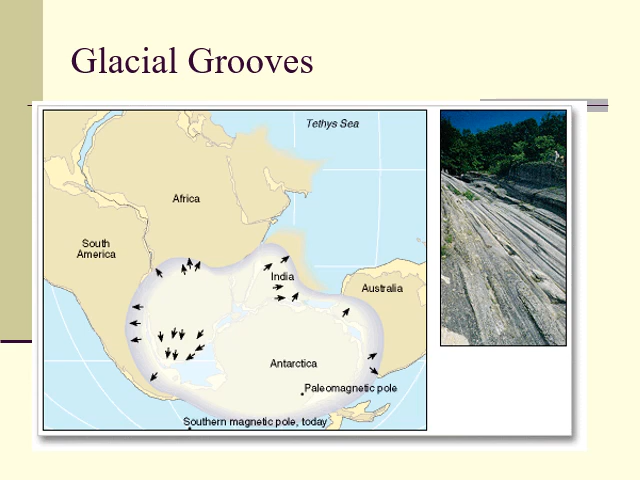 Glacial Grooves
Tethys Sea
Africa
South
America
India
Australia
Antarctica
Paleomagnetic pole
Southern magnetic pole, today